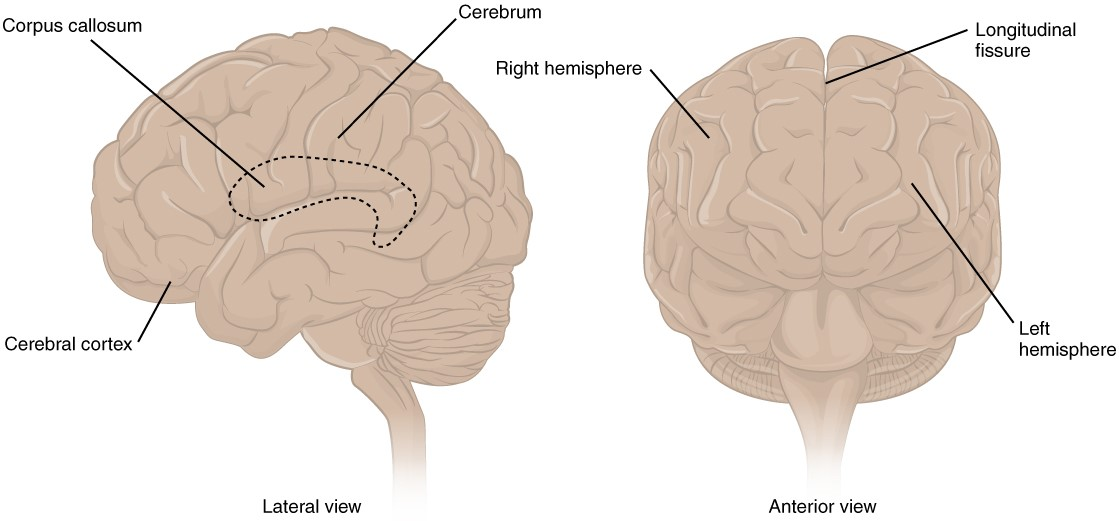 Corpus callosum
Cerebrum
Cerebral cortex
Lateral view
Right hemisphere
Longitudinal
fissure
Left
hemisphere
Anterior view